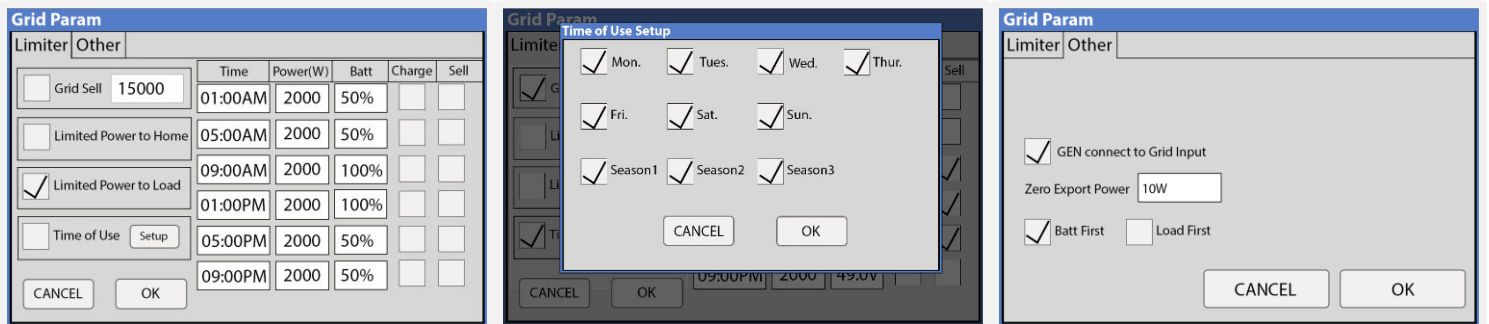 Grid Param
Limiter Other
Time Power(W) Batt Charge Sell
Grid Sell 15000
01:00AM 2000 50%
Limited Power to Home
05:00AM 2000 50%
09:00AM 2000 100%
Limited Power to Load
01:00PM 2000 100%
Time of Use Setup
05:00PM 2000 50%
09:00PM 2000 50%
CANCEL OK
Grid Param
Time of Use Setup
Limite
Sell
Mon. Tues. Wed. Thur.
G
Fri. Sat. Sun.
Li
Season1 Season2 Season3
Li
Ti
CANCEL OK
09:00PM 2000 49.0V
CANCEL OK
Grid Param
Limiter Other
GEN connect to Grid Input
Zero Export Power 10W
Batt First Load First
CANCEL OK